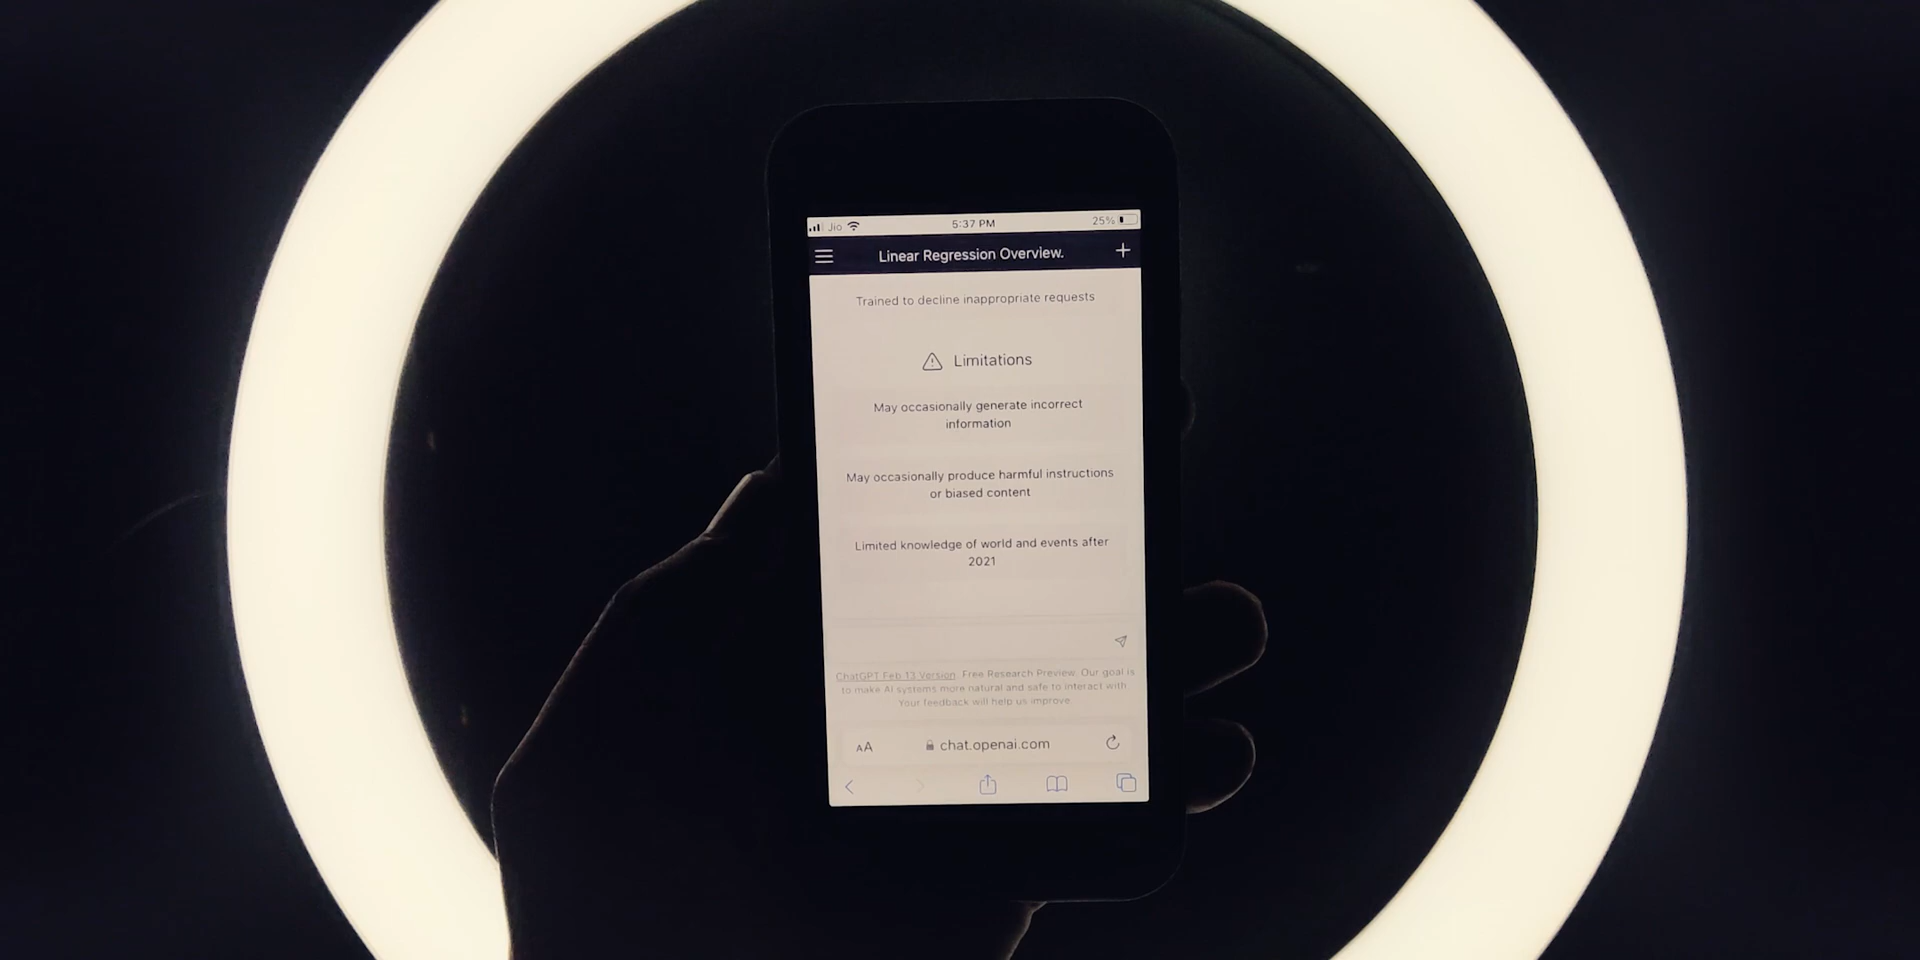 Jio 5:37 PM 25%
Linear Regression Overview.
Trained to decline inappropriate requests
Limitations
May occasionally generate incorrect
information
May occasionally produce harmful instructions
or biased content
Limited knowledge of world and events after
2021
ChatGPT Feb 13 Version. Free Research Preview. Our goal is
to make AI systems more natural and safe to interact with.
Your feedback will help us improve.
AA chat.openai.com